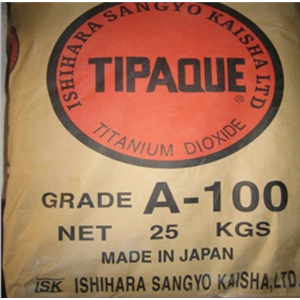 ISHIHARA SANGYO KAISHA LTD
TIPAQUE ®
TITANIUM DIOXIDE
GRADE A-100
NET 25 KGS
MADE IN JAPAN
ISK ISHIHARA SANGYO KAISHA,LTD.